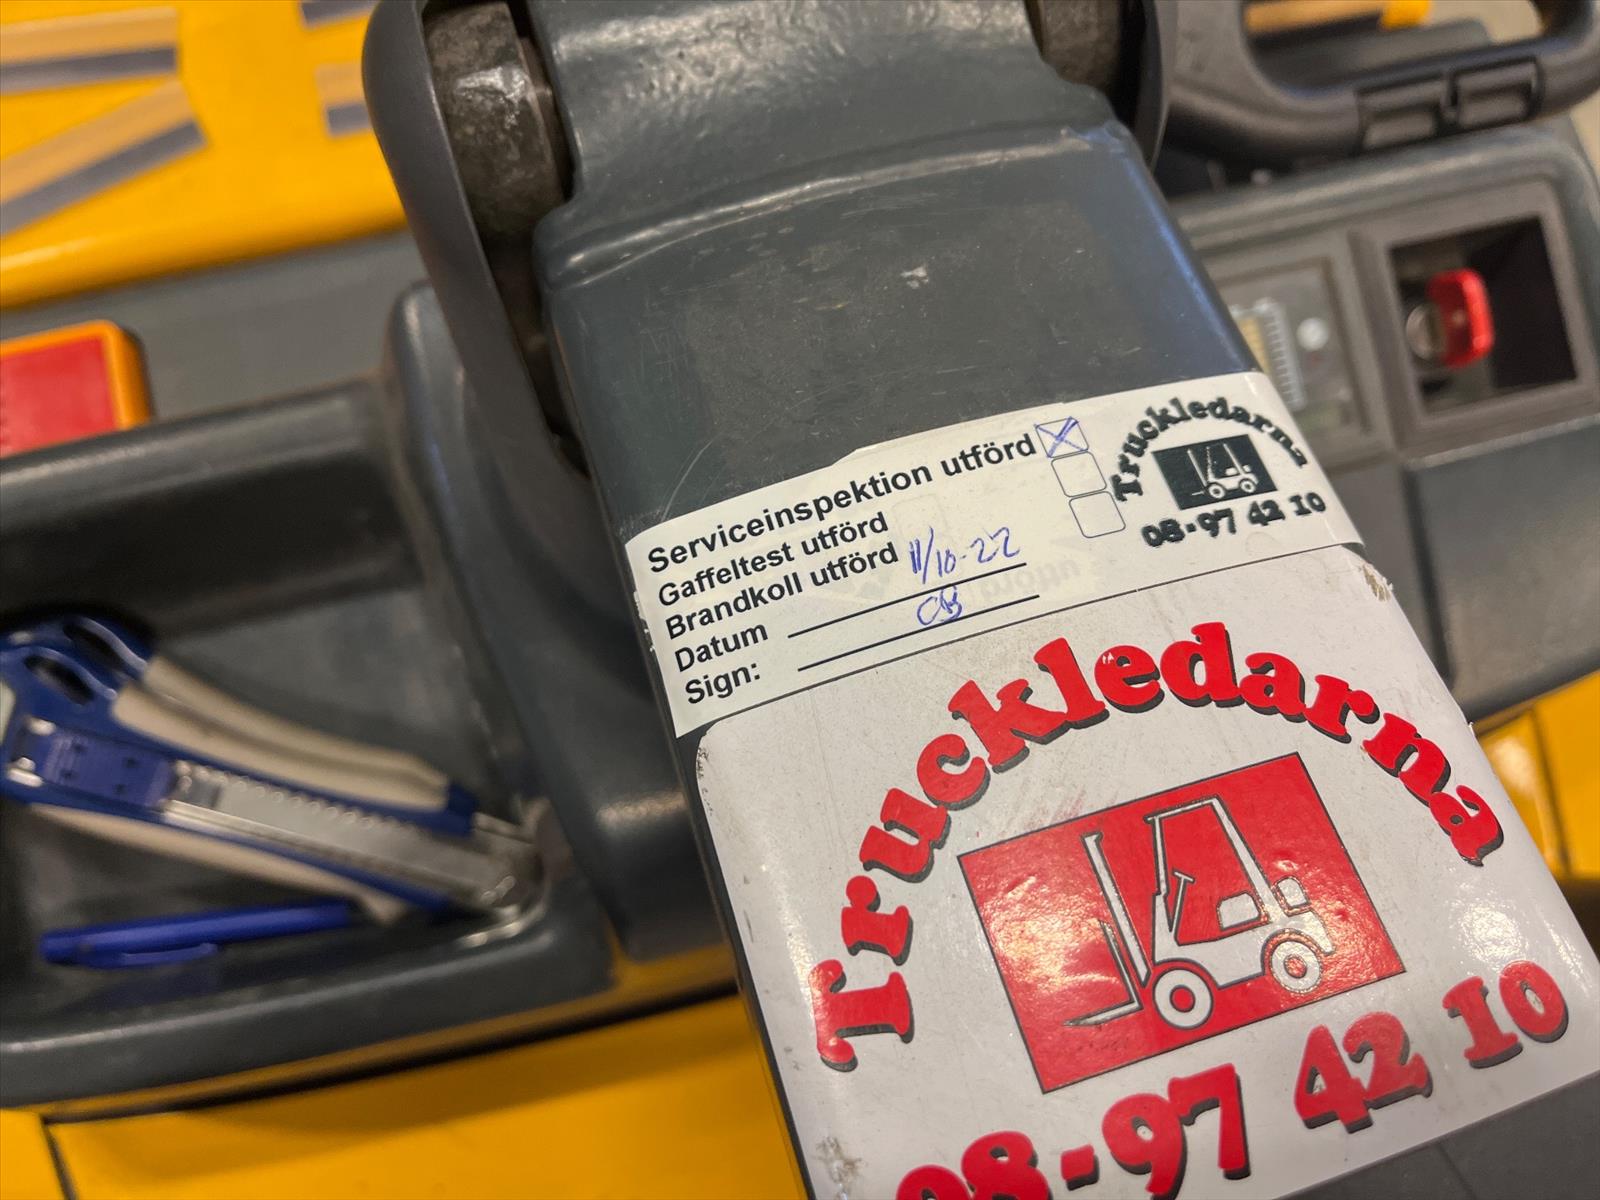 Serviceinspektion utförd
Gaffeltest utförd
Brandkoll utförd
Datum 11/10-22
Sign: CB
Truckledarna
08-97 42 10
Truckledarna
08-97 42 10